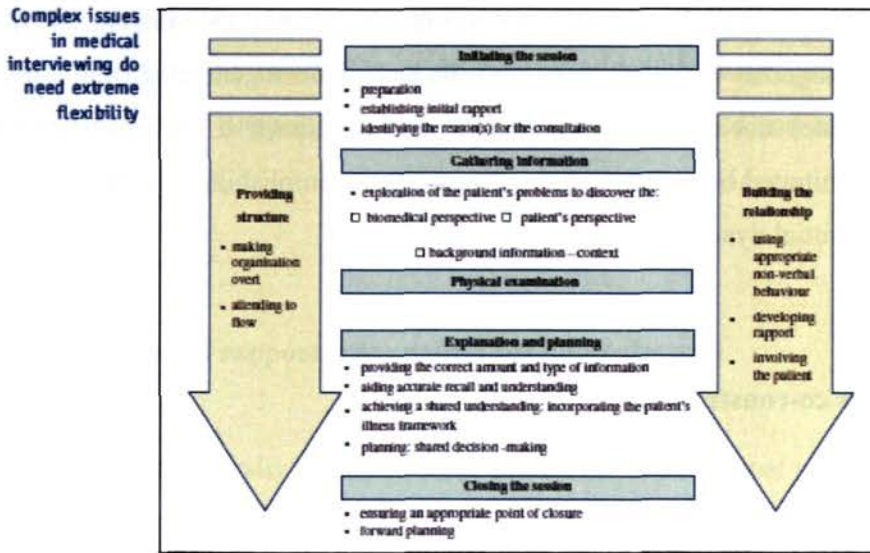 Complex issues
in medical
interviewing do
need extreme
flexibility
Initiating the session
• preparation
• establishing initial rapport
• identifying the reason(s) for the consultation
Gathering information
• exploration of the patient's problems to discover the:
□ biomedical perspective □ patient's perspective
□ background information – context
Physical examination
Explanation and planning
• providing the correct amount and type of information
• aiding accurate recall and understanding
• achieving a shared understanding: incorporating the patient's
illness framework
• planning: shared decision -making
Closing the session
• ensuring an appropriate point of closure
• forward planning
Providing
structure
• making
organisation
overt
• attending to
flow
Building the
relationship
• using
appropriate
non-verbal
behaviour
• developing
rapport
• involving
the patient